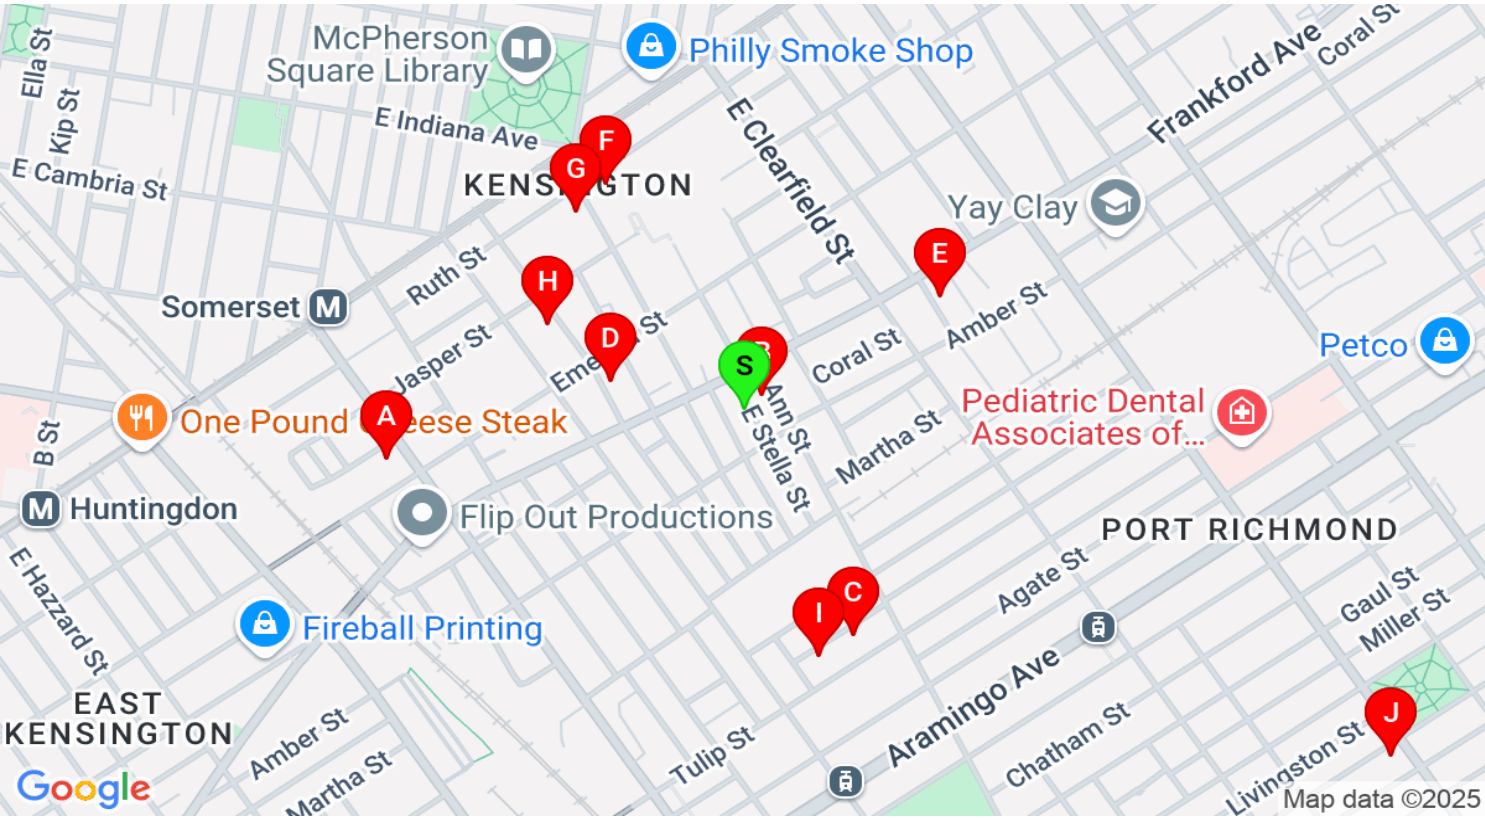 McPherson
Square Library
Philly Smoke Shop
Ella St
Kip St
E Indiana Ave
E Cambria St
E Clearfield St
Frankford Ave
Coral St
F
G
KENSINGTON
Yay Clay
E
Ruth St
H
Somerset
M
Jasper St
D
Emerald St
B
S
Coral St
Amber St
Petco
One Pound Cheese Steak
A
B St
Ann St
E Stella St
Martha St
Pediatric Dental
Associates of...
M
Huntingdon
Flip Out Productions
PORT RICHMOND
E Hazzard St
Fireball Printing
C
I
Agate St
Gaul St
Miller St
EAST
KENSINGTON
Amber St
Martha St
Tulip St
Aramingo Ave
Chatham St
Livingston St
J
Google
Map data ©2025